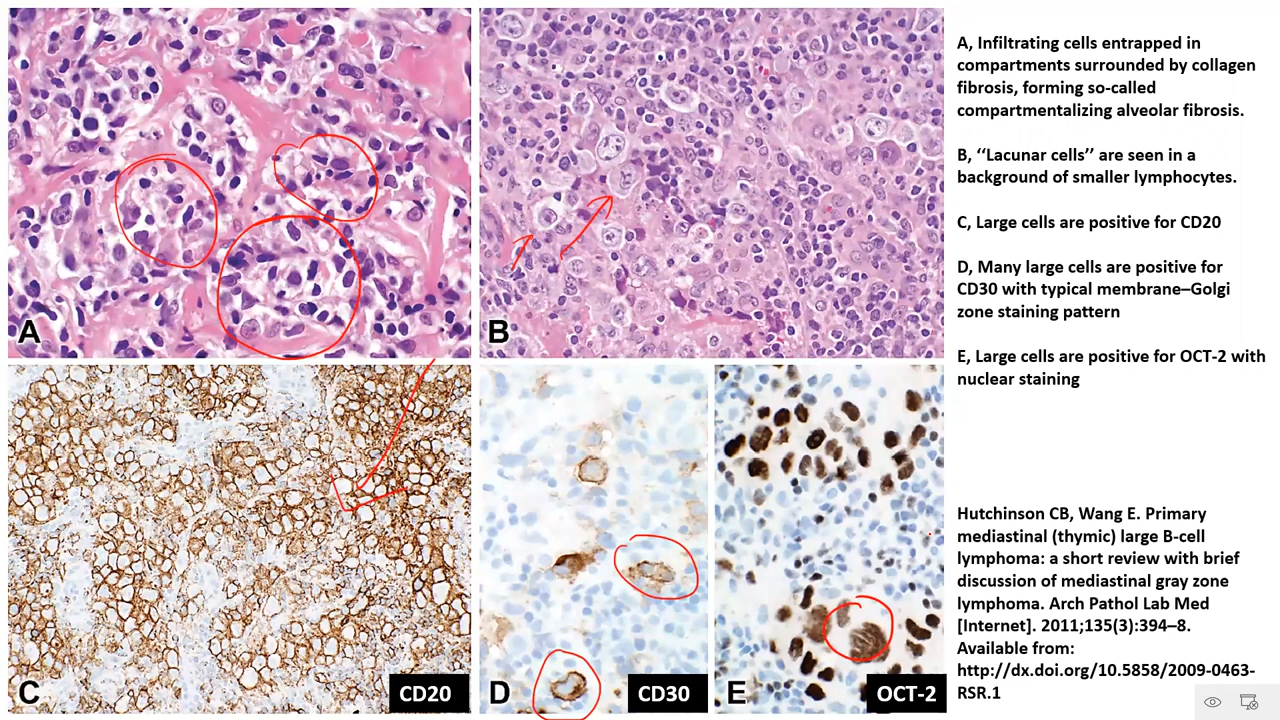 A
B
C
CD20
D
CD30
E
OCT-2
A, Infiltrating cells entrapped in
compartments surrounded by collagen
fibrosis, forming so-called
compartmentalizing alveolar fibrosis.
B, ‘‘Lacunar cells’’ are seen in a
background of smaller lymphocytes.
C, Large cells are positive for CD20
D, Many large cells are positive for
CD30 with typical membrane–Golgi
zone staining pattern
E, Large cells are positive for OCT-2 with
nuclear staining
Hutchinson CB, Wang E. Primary
mediastinal (thymic) large B-cell
lymphoma: a short review with brief
discussion of mediastinal gray zone
lymphoma. Arch Pathol Lab Med
[Internet]. 2011;135(3):394–8.
Available from:
http://dx.doi.org/10.5858/2009-0463-
RSR.1